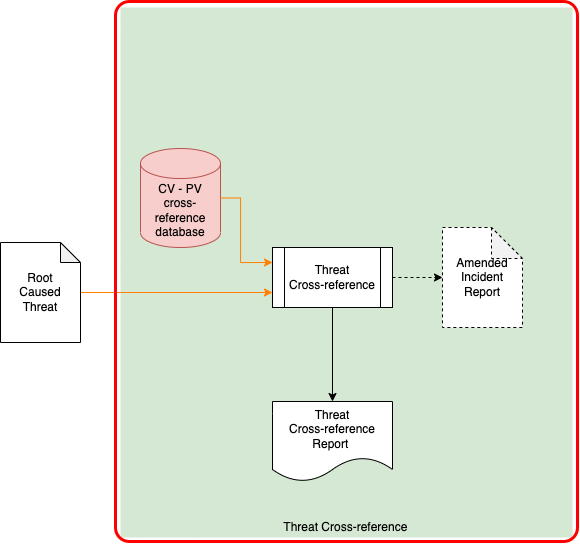 CV - PV
cross-
reference
database
Root
Caused
Threat
Threat
Cross-reference
Amended
Incident
Report
Threat
Cross-reference
Report
Threat Cross-reference